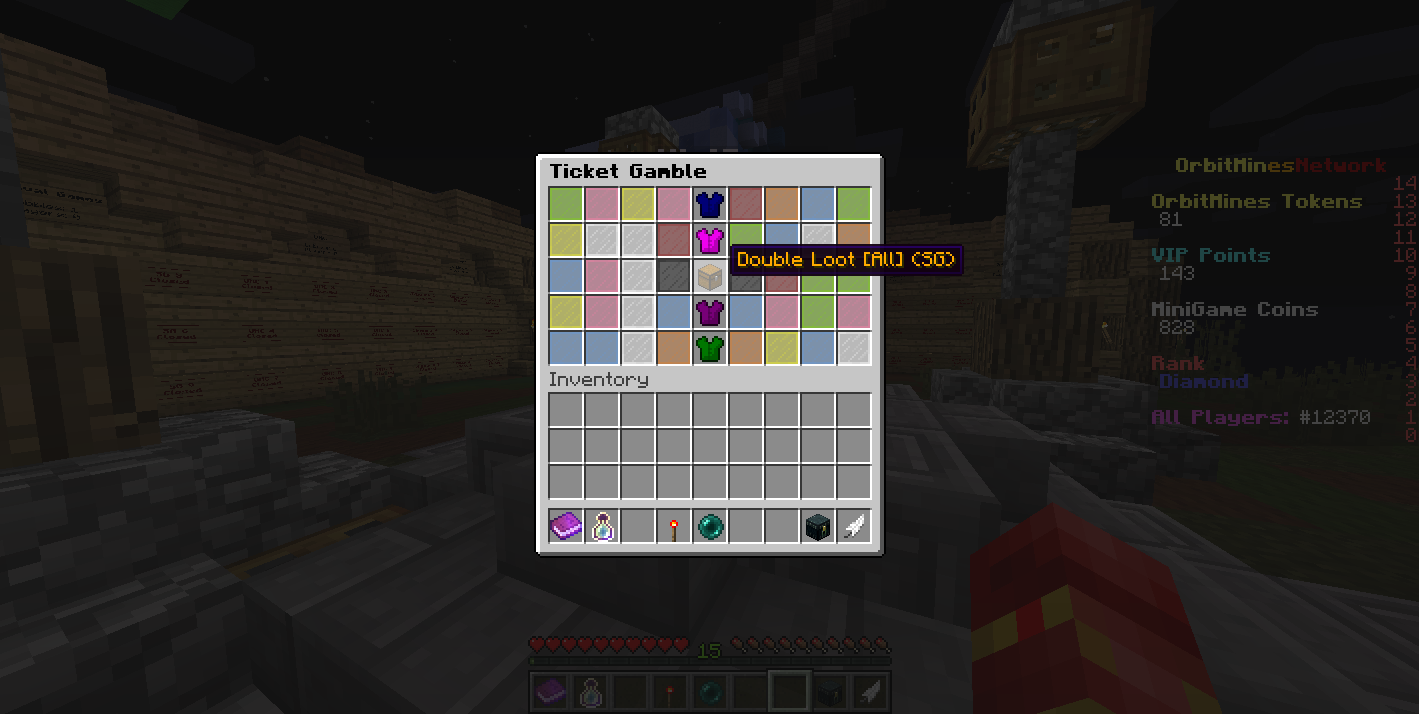 Ticket Gamble
Double Loot [All] (SG)
Inventory
15
OrbitMinesNetwork
14
OrbitMines Tokens
13
81
12
11
VIP Points
10
143
9
8
MiniGame Coins
7
828
6
5
Rank
4
Diamond
3
2
All Players: #12370
1
0